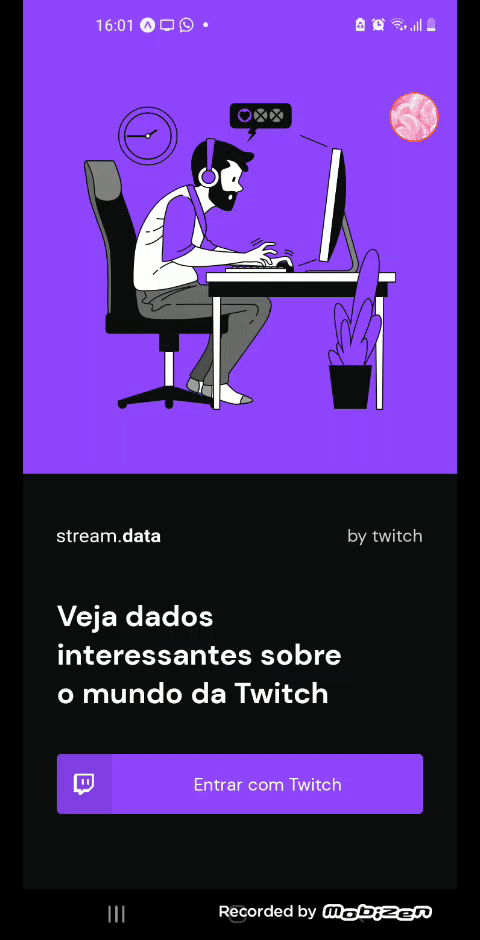 16:01
stream.data
by twitch
Veja dados
interessantes sobre
o mundo da Twitch
Entrar com Twitch
Recorded by Mobizen